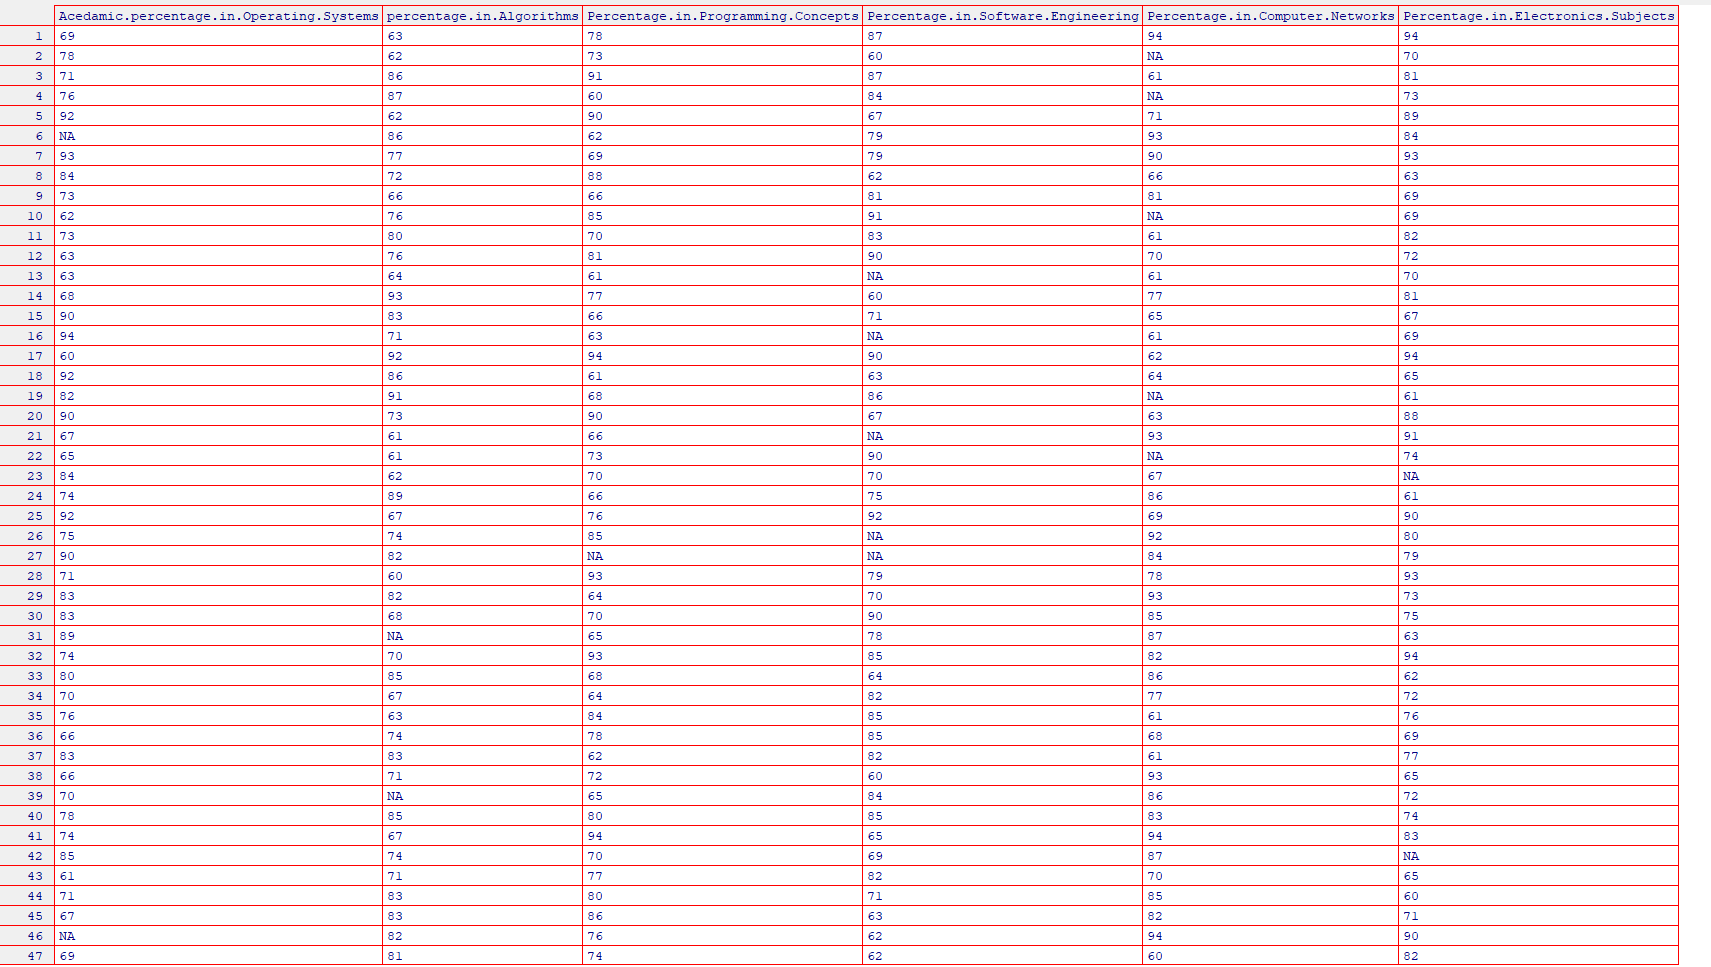 Acedamic.percentage.in.Operating.Systems percentage.in.Algorithms Percentage.in.Programming.Concepts Percentage.in.Software.Engineering Percentage.in.Computer.Networks Percentage.in.Electronics.Subjects
1 69 63 78 87 94 94
2 78 62 73 60 NA 70
3 71 86 91 87 61 81
4 76 87 60 84 NA 73
5 92 62 90 67 71 89
6 NA 86 62 79 93 84
7 93 77 69 79 90 93
8 84 72 88 62 66 63
9 73 66 66 81 81 69
10 62 76 85 91 NA 69
11 73 80 70 83 61 82
12 63 76 81 90 70 72
13 63 64 61 NA 61 70
14 68 93 77 60 77 81
15 90 83 66 71 65 67
16 94 71 63 NA 61 69
17 60 92 94 90 62 94
18 92 86 61 63 64 65
19 82 91 68 86 NA 61
20 90 73 90 67 63 88
21 67 61 66 NA 93 91
22 65 61 73 90 NA 74
23 84 62 70 70 67 NA
24 74 89 66 75 86 61
25 92 67 76 92 69 90
26 75 74 85 NA 92 80
27 90 82 NA NA 84 79
28 71 60 93 79 78 93
29 83 82 64 70 93 73
30 83 68 70 90 85 75
31 89 NA 65 78 87 63
32 74 70 93 85 82 94
33 80 85 68 64 86 62
34 70 67 64 82 77 72
35 76 63 84 85 61 76
36 66 74 78 85 68 69
37 83 83 62 82 61 77
38 66 71 72 60 93 65
39 70 NA 65 84 86 72
40 78 85 80 85 83 74
41 74 67 94 65 94 83
42 85 74 70 69 87 NA
43 61 71 77 82 70 65
44 71 83 80 71 85 60
45 67 83 86 63 82 71
46 NA 82 76 62 94 90
47 69 81 74 62 60 82